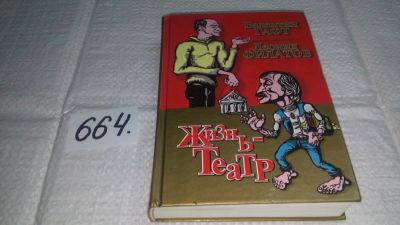 664.
Валентин
ГАФТ
Леонид
ФИЛАТОВ
Жизнь-
Театр